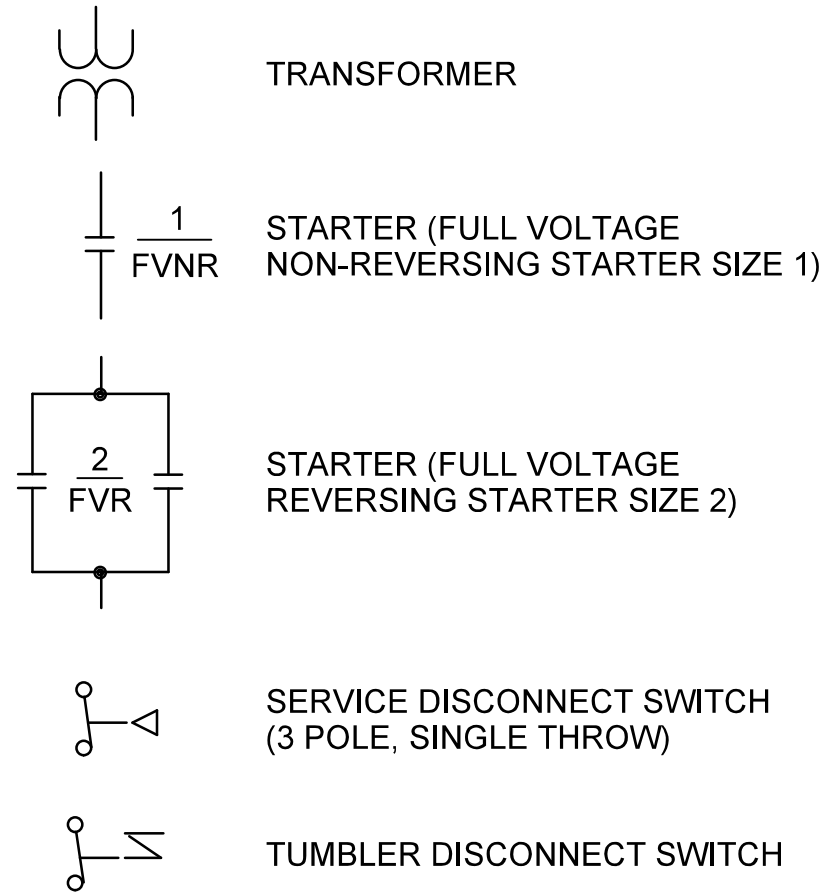 TRANSFORMER
1
FVNR
STARTER (FULL VOLTAGE
NON-REVERSING STARTER SIZE 1)
2
FVR
STARTER (FULL VOLTAGE
REVERSING STARTER SIZE 2)
SERVICE DISCONNECT SWITCH
(3 POLE, SINGLE THROW)
TUMBLER DISCONNECT SWITCH